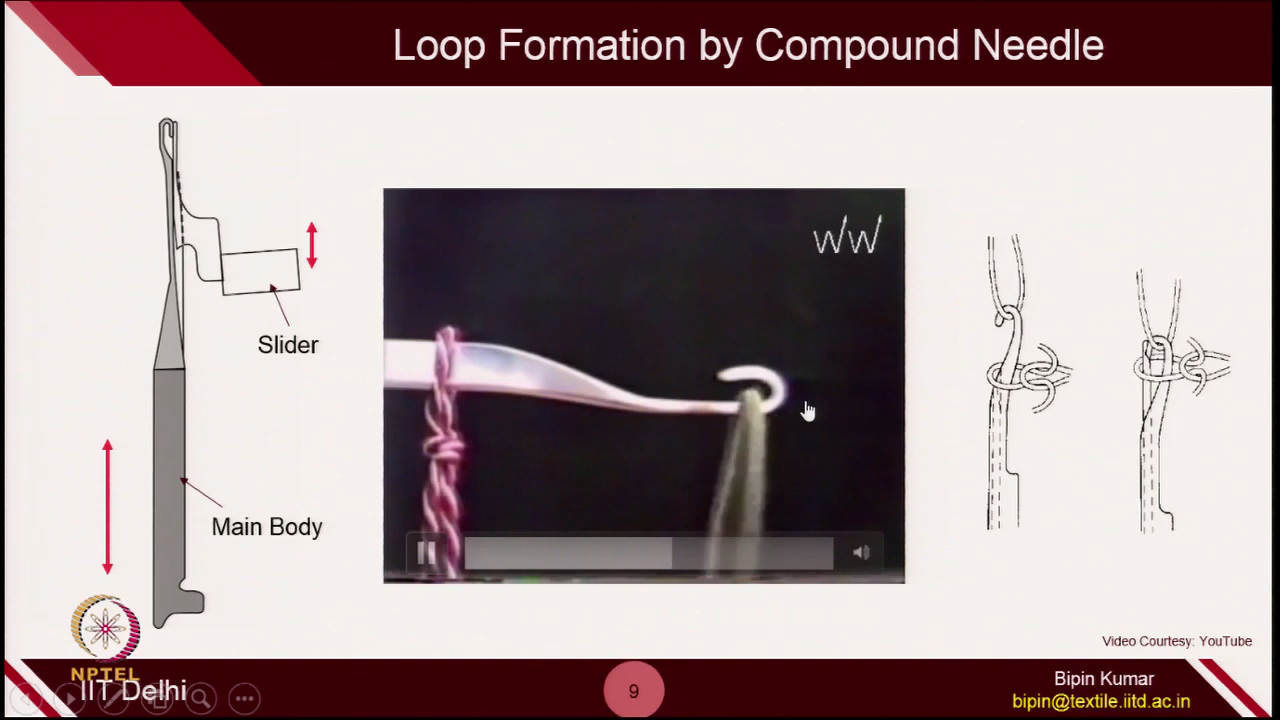 Loop Formation by Compound Needle
WW
Slider
Main Body
Video Courtesy: YouTube
NPTEL
IIT Delhi
9
Bipin Kumar
bipin@textile.iitd.ac.in